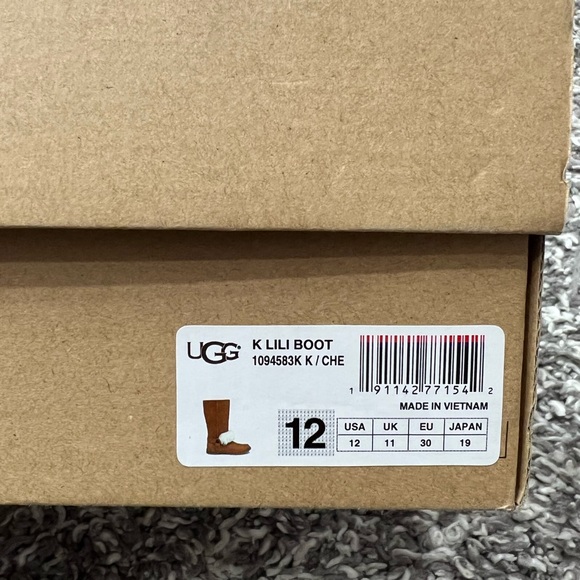 UGG
K LILI BOOT
1094583K K / CHE
1 91142 77154 2
MADE IN VIETNAM
12
USA UK EU JAPAN
12 11 30 19